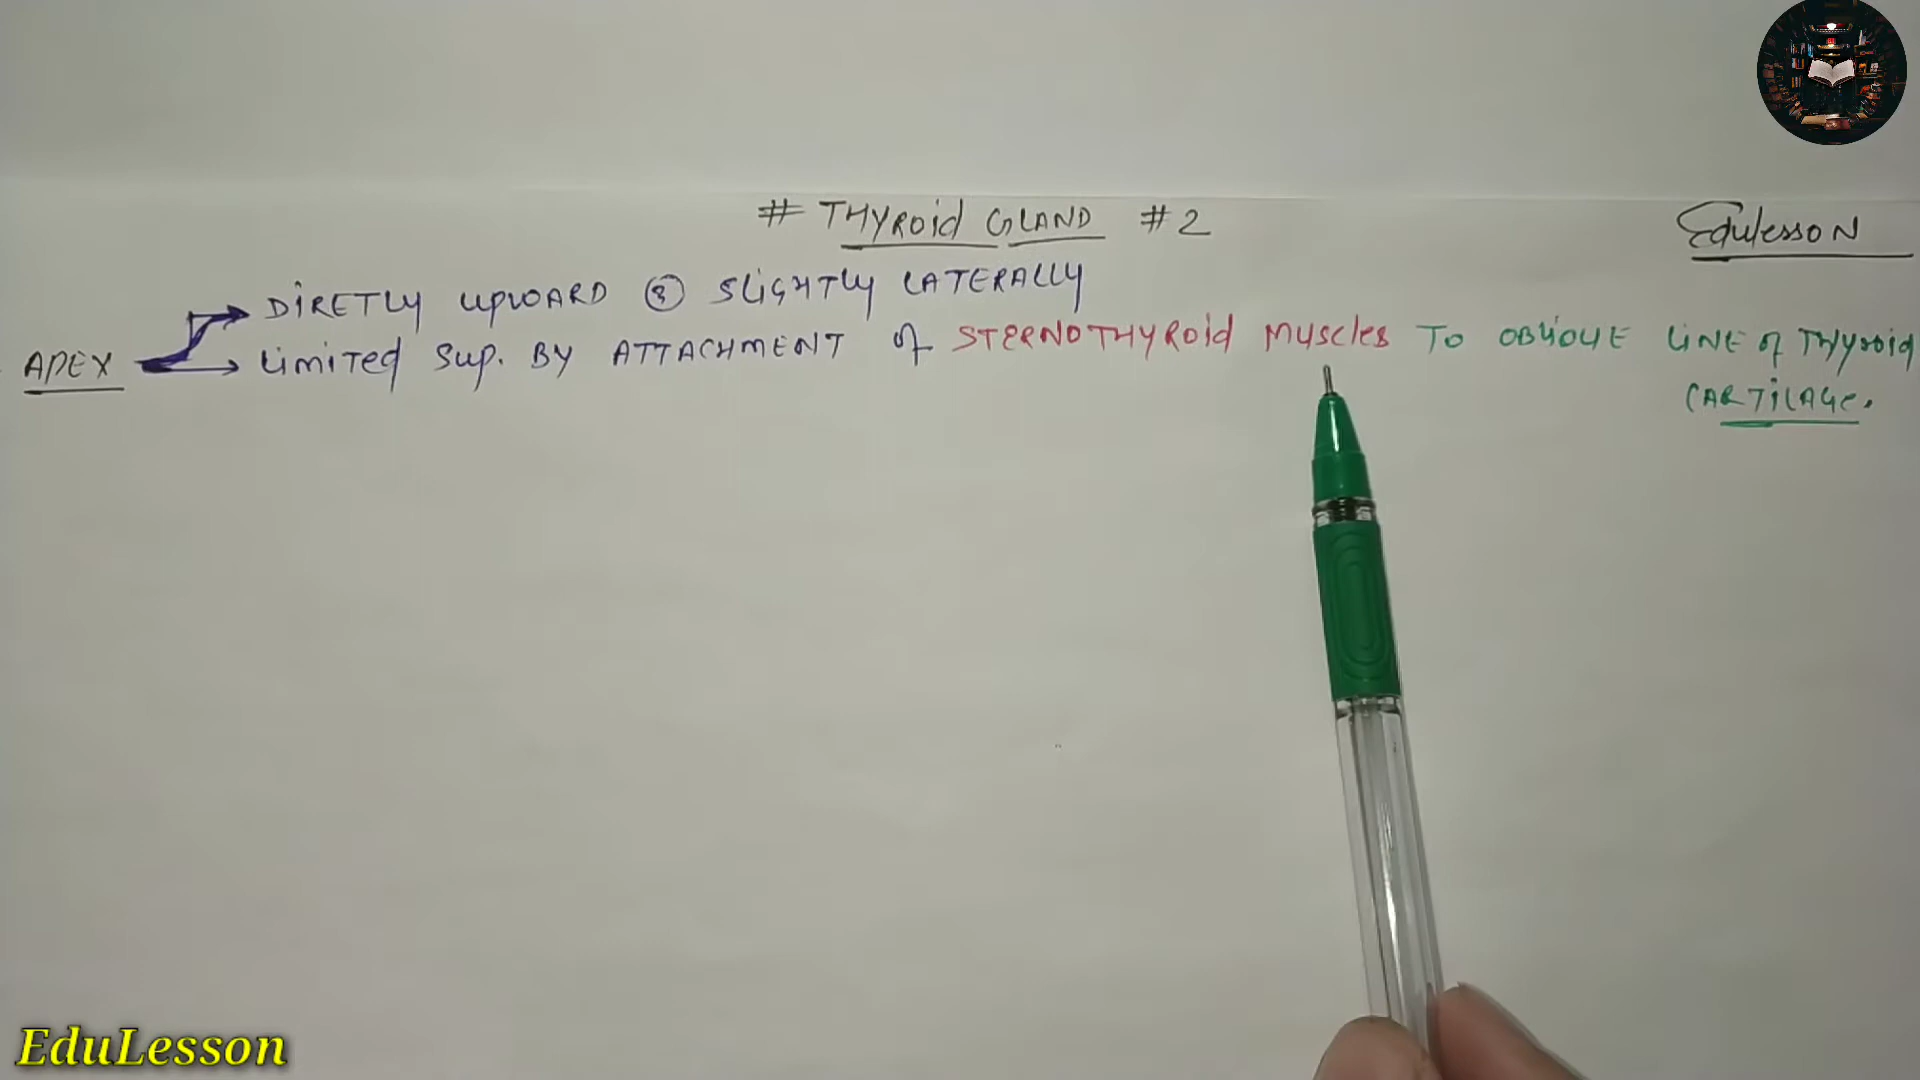 # THYROid GLAND #2
EdulessoN
DIRETLY UPWARD & SLIGHTLY LATERALLY
APEX
LIMITED SUP. BY ATTACHMENT OF STERNOTHYROID MUSCLES TO OBLIOUE LINE OF THYROID
CARTILAGE.
EduLesson